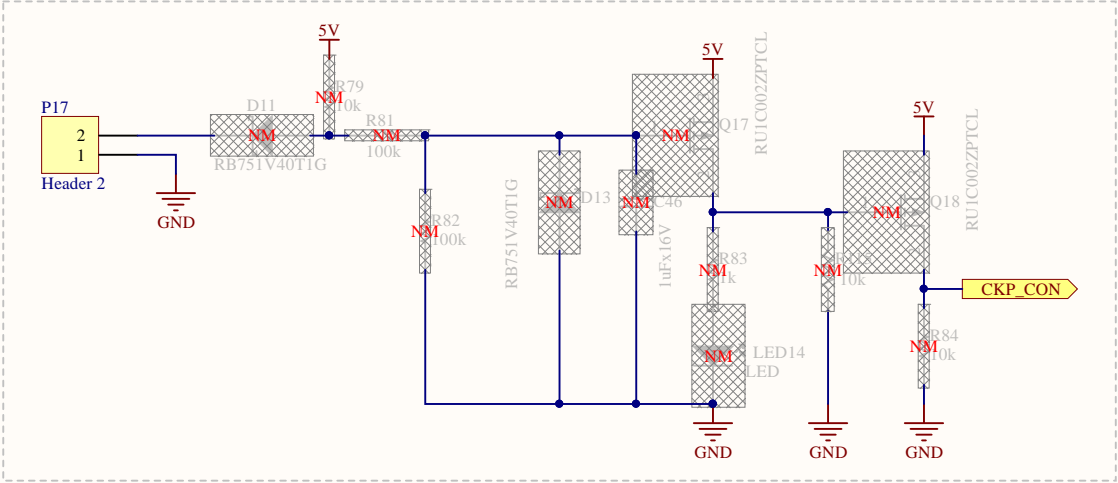 5V
P17
2
1
Header 2
GND
D11
NM
RB751V40T1G
R79
NM
10k
R81
NM
100k
R82
NM
100k
RB751V40T1G
NM
D13
NM
C46
1uFx16V
5V
NM
Q17
RU1C002ZPTCL
R83
NM
1k
NM
LED14
LED
GND
NM
10k
GND
5V
NM
Q18
RU1C002ZPTCL
CKP_CON
R84
NM
10k
GND